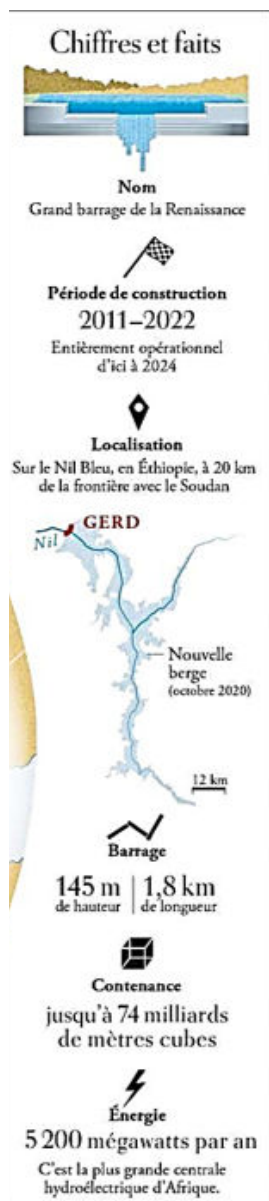 Chiffres et faits
Nom
Grand barrage de la Renaissance
Période de construction
2011–2022
Entièrement opérationnel
d'ici à 2024
Localisation
Sur le Nil Bleu, en Éthiopie, à 20 km
de la frontière avec le Soudan
GERD
Nil
Nouvelle
berge
(octobre 2020)
12 km
Barrage
145 m | 1,8 km
de hauteur | de longueur
Contenance
jusqu'à 74 milliards
de mètres cubes
Énergie
5 200 mégawatts par an
C'est la plus grande centrale
hydroélectrique d'Afrique.